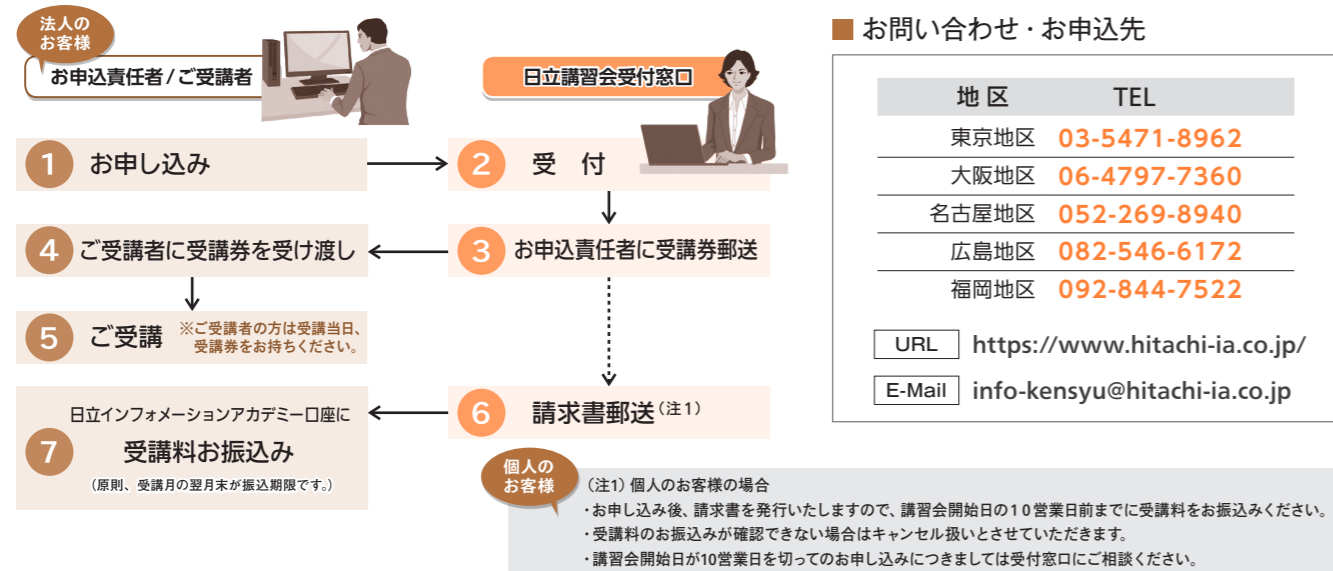 法人の
お客様
お申込責任者/ご受講者
日立講習会受付窓口
1 お申し込み
2 受 付
3 お申込責任者に受講券郵送
4 ご受講者に受講券を受け渡し
5 ご受講 ※ご受講者の方は受講当日、
受講券をお持ちください。
6 請求書郵送(注1)
7 日立インフォメーションアカデミー口座に
受講料お振込み
(原則、受講月の翌月末が振込期限です。)
個人の
お客様
(注1) 個人のお客様の場合
・お申し込み後、請求書を発行いたしますので、講習会開始日の10営業日前までに受講料をお振込みください。
・受講料のお振込みが確認できない場合はキャンセル扱いとさせていただきます。
・講習会開始日が10営業日を切ってのお申し込みにつきましては受付窓口にご相談ください。
■ お問い合わせ・お申込先
地 区 TEL
東京地区 03-5471-8962
大阪地区 06-4797-7360
名古屋地区 052-269-8940
広島地区 082-546-6172
福岡地区 092-844-7522
URL https://www.hitachi-ia.co.jp/
E-Mail info-kensyu@hitachi-ia.co.jp